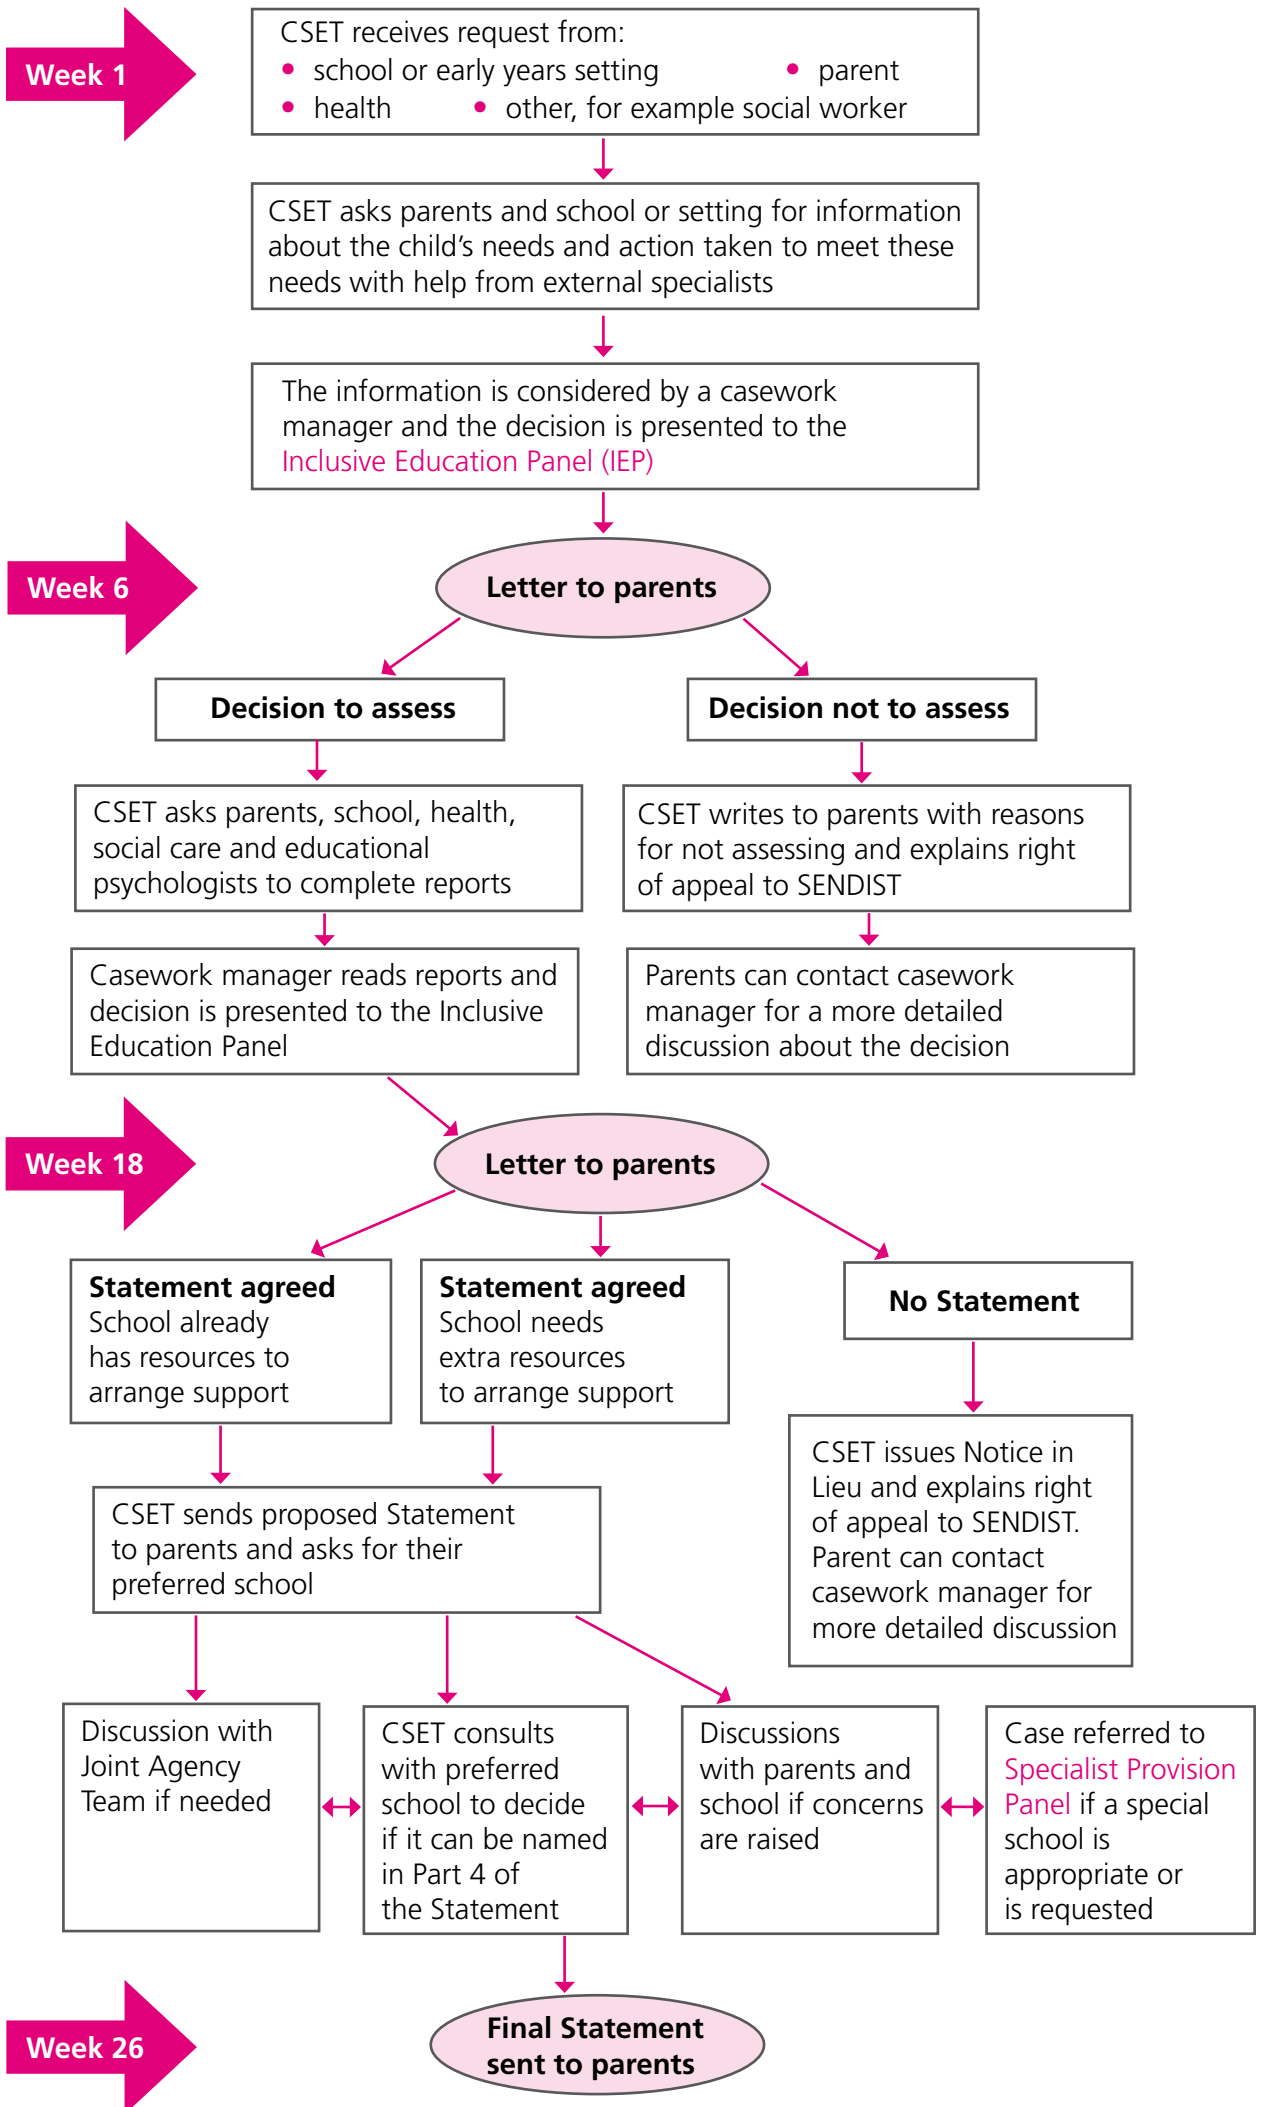 Week 1
CSET receives request from:
• school or early years setting • parent
• health • other, for example social worker
CSET asks parents and school or setting for information
about the child’s needs and action taken to meet these
needs with help from external specialists
The information is considered by a casework
manager and the decision is presented to the
Inclusive Education Panel (IEP)
Week 6
Letter to parents
Decision to assess
Decision not to assess
CSET asks parents, school, health,
social care and educational
psychologists to complete reports
CSET writes to parents with reasons
for not assessing and explains right
of appeal to SENDIST
Casework manager reads reports and
decision is presented to the Inclusive
Education Panel
Parents can contact casework
manager for a more detailed
discussion about the decision
Week 18
Letter to parents
Statement agreed
School already
has resources to
arrange support
Statement agreed
School needs
extra resources
to arrange support
No Statement
CSET issues Notice in
Lieu and explains right
of appeal to SENDIST.
Parent can contact
casework manager for
more detailed discussion
CSET sends proposed Statement
to parents and asks for their
preferred school
Discussion with
Joint Agency
Team if needed
CSET consults
with preferred
school to decide
if it can be named
in Part 4 of
the Statement
Discussions
with parents and
school if concerns
are raised
Case referred to
Specialist Provision
Panel if a special
school is
appropriate or
is requested
Week 26
Final Statement
sent to parents